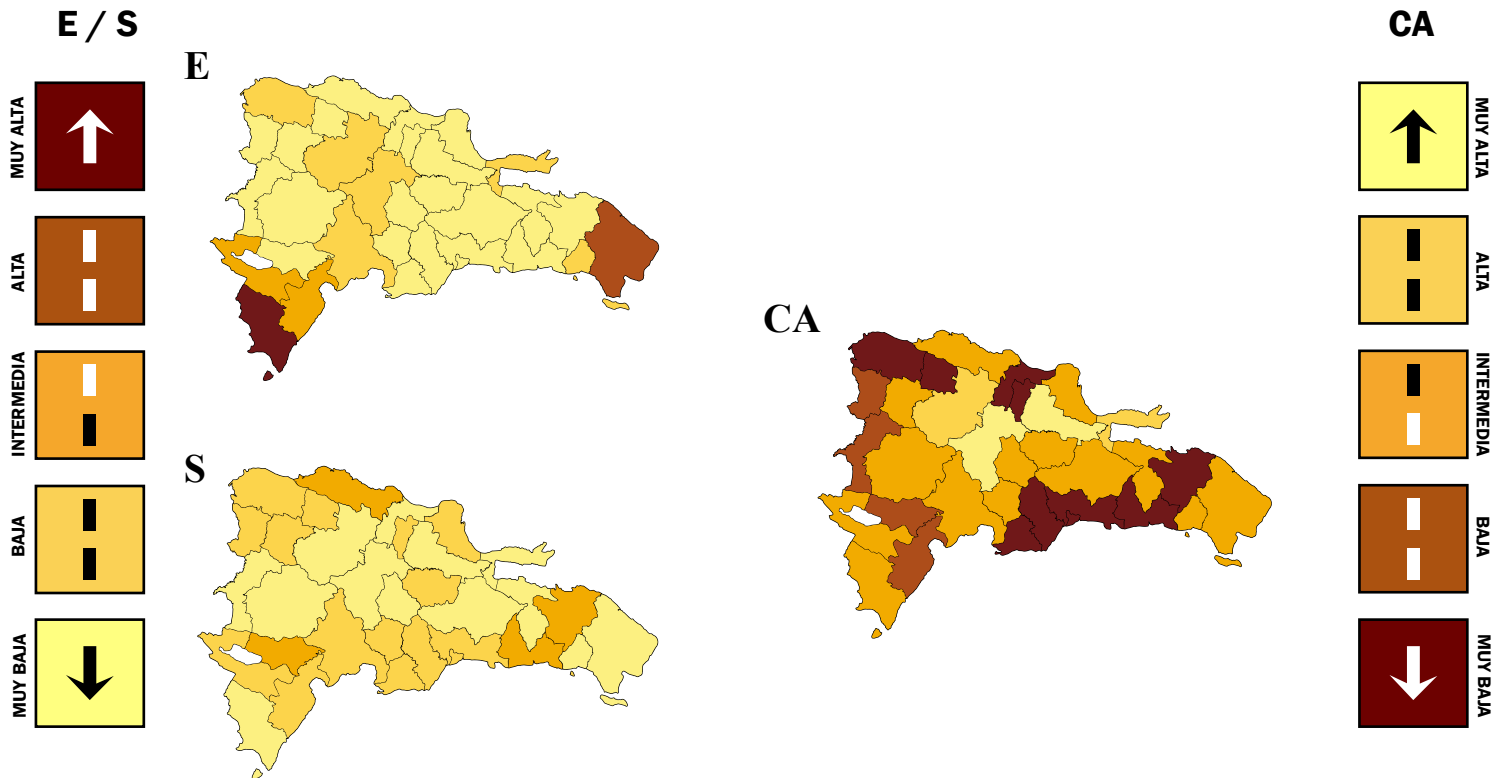 E / S
MUY ALTA
ALTA
INTERMEDIA
BAJA
MUY BAJA
E
S
CA
CA
MUY ALTA
ALTA
INTERMEDIA
BAJA
MUY BAJA